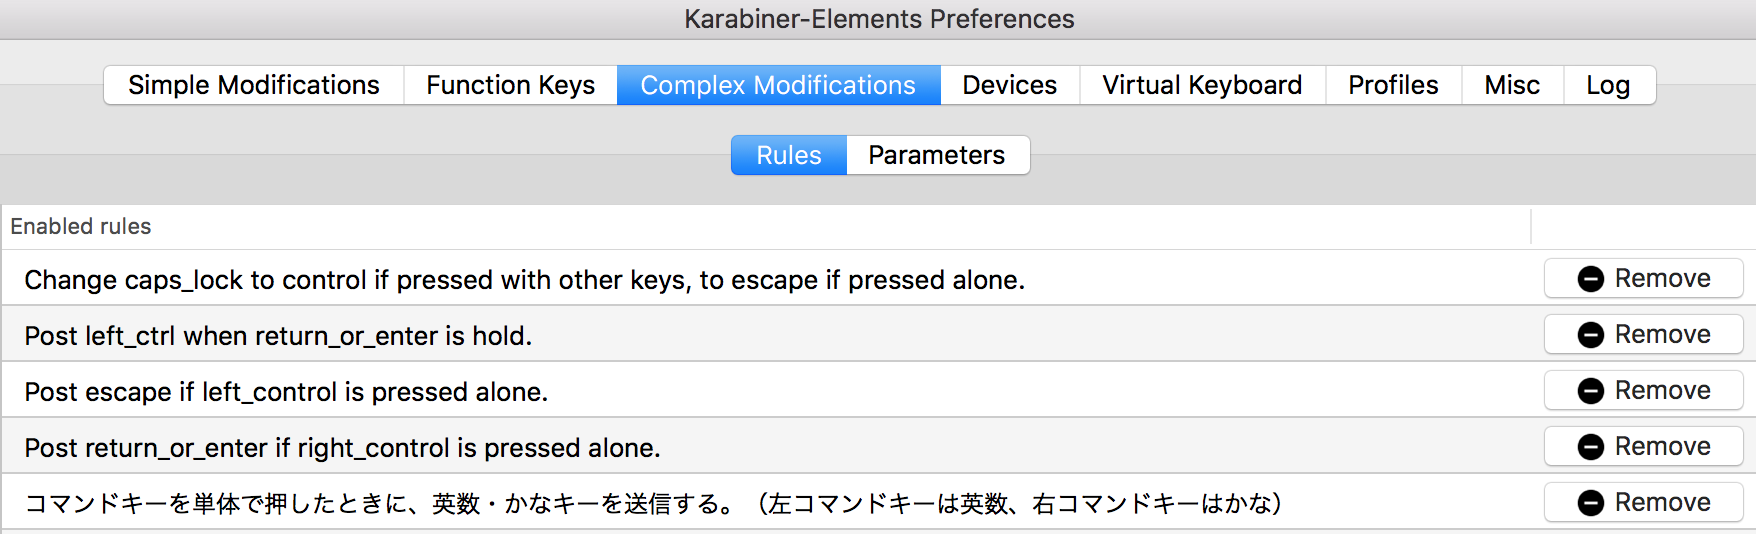 Karabiner-Elements Preferences
Simple Modifications Function Keys Complex Modifications Devices Virtual Keyboard Profiles Misc Log
Rules Parameters
Enabled rules
Change caps_lock to control if pressed with other keys, to escape if pressed alone. Remove
Post left_ctrl when return_or_enter is hold. Remove
Post escape if left_control is pressed alone. Remove
Post return_or_enter if right_control is pressed alone. Remove
コマンドキーを単体で押したときに、英数・かなキーを送信する。（左コマンドキーは英数、右コマンドキーはかな） Remove